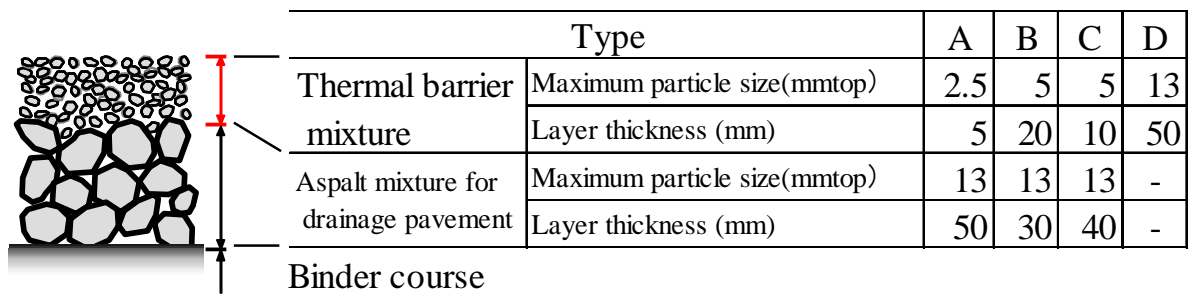 Type A B C D
Thermal barrier mixture Maximum particle size(mmtop） 2.5 5 5 13
Layer thickness (mm) 5 20 10 50
Aspalt mixture for drainage pavement Maximum particle size(mmtop） 13 13 13 -
Layer thickness (mm) 50 30 40 -
Binder course